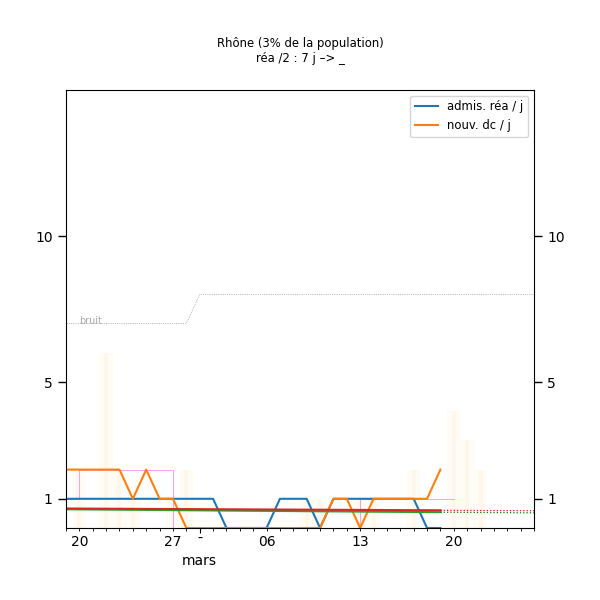 Rhône (3% de la population)
réa /2 : 7 j –> _
admis. réa / j
nouv. dc / j
10
10
bruit
5
5
1
1
20
27
-
06
13
20
mars